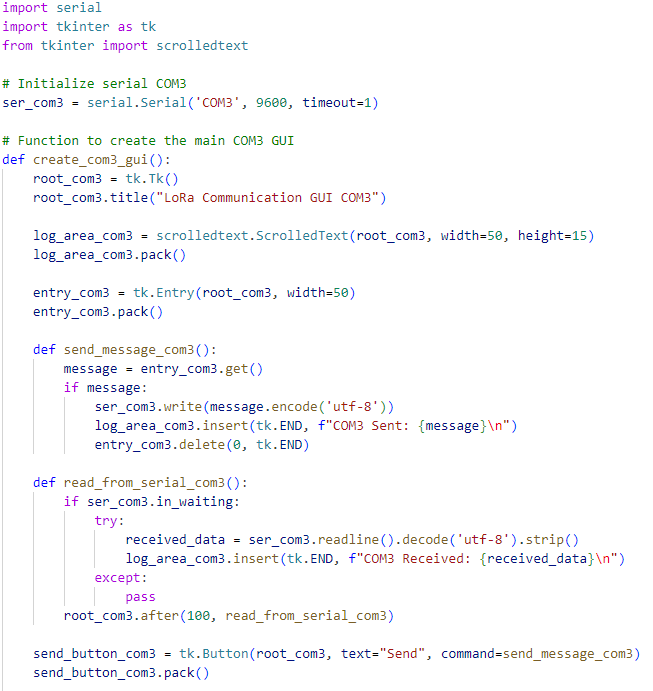 import serial
import tkinter as tk
from tkinter import scrolledtext

# Initialize serial COM3
ser_com3 = serial.Serial('COM3', 9600, timeout=1)

# Function to create the main COM3 GUI
def create_com3_gui():
    root_com3 = tk.Tk()
    root_com3.title("LoRa Communication GUI COM3")

    log_area_com3 = scrolledtext.ScrolledText(root_com3, width=50, height=15)
    log_area_com3.pack()

    entry_com3 = tk.Entry(root_com3, width=50)
    entry_com3.pack()

    def send_message_com3():
        message = entry_com3.get()
        if message:
            ser_com3.write(message.encode('utf-8'))
            log_area_com3.insert(tk.END, f"COM3 Sent: {message}\n")
            entry_com3.delete(0, tk.END)

    def read_from_serial_com3():
        if ser_com3.in_waiting:
            try:
                received_data = ser_com3.readline().decode('utf-8').strip()
                log_area_com3.insert(tk.END, f"COM3 Received: {received_data}\n")
            except:
                pass
        root_com3.after(100, read_from_serial_com3)

    send_button_com3 = tk.Button(root_com3, text="Send", command=send_message_com3)
    send_button_com3.pack()